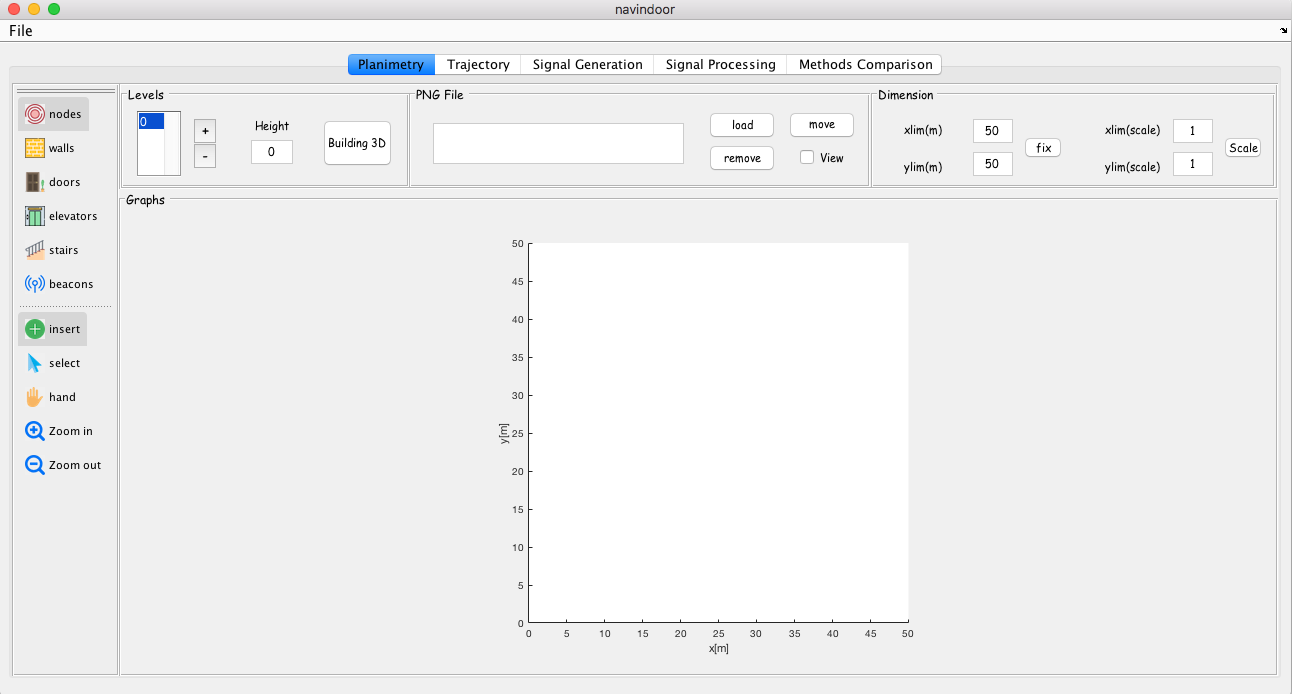 navindoor
File
Planimetry Trajectory Signal Generation Signal Processing Methods Comparison
nodes
walls
doors
elevators
stairs
beacons
insert
select
hand
Zoom in
Zoom out
Levels
0
+
-
Height
0
Building 3D
PNG File
load
move
remove
View
Dimension
xlim(m) 50
ylim(m) 50
fix
xlim(scale) 1
ylim(scale) 1
Scale
Graphs
50
45
40
35
30
25
20
15
10
5
0
y[m]
0 5 10 15 20 25 30 35 40 45 50
x[m]